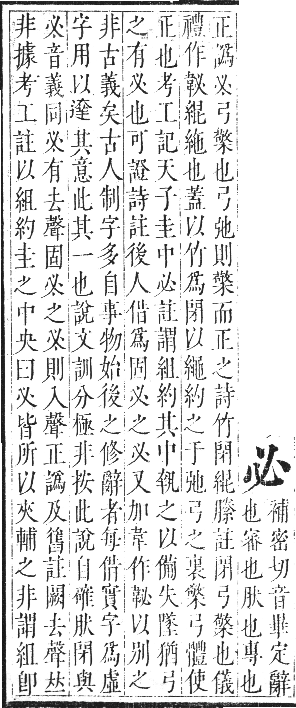 必
補密切音畢定辭
也審也肰也專也
正譌必弓檠也弓弛則檠而正之詩竹閉緄縢註閉弓檠也儀
禮作䪐緄絁也蓋以竹爲閉以繩約之于弛弓之裏檠弓體使
正也考工記天子圭中必註謂組約其中執之以備失墜猶弓
之有必也可證詩註後人借爲固必之必又加韋作䪐以別之
非古義矣古人制字多自事物始後之修辭者每借實字爲虛
字用以達其意此其一也說文訓分極非按此說自確肰閉與
必音義同必有去聲固必之必則入聲正譌及舊註闕去聲𠀤
非據考工註以組約圭之中央曰必皆所以夾輔之非謂組卽